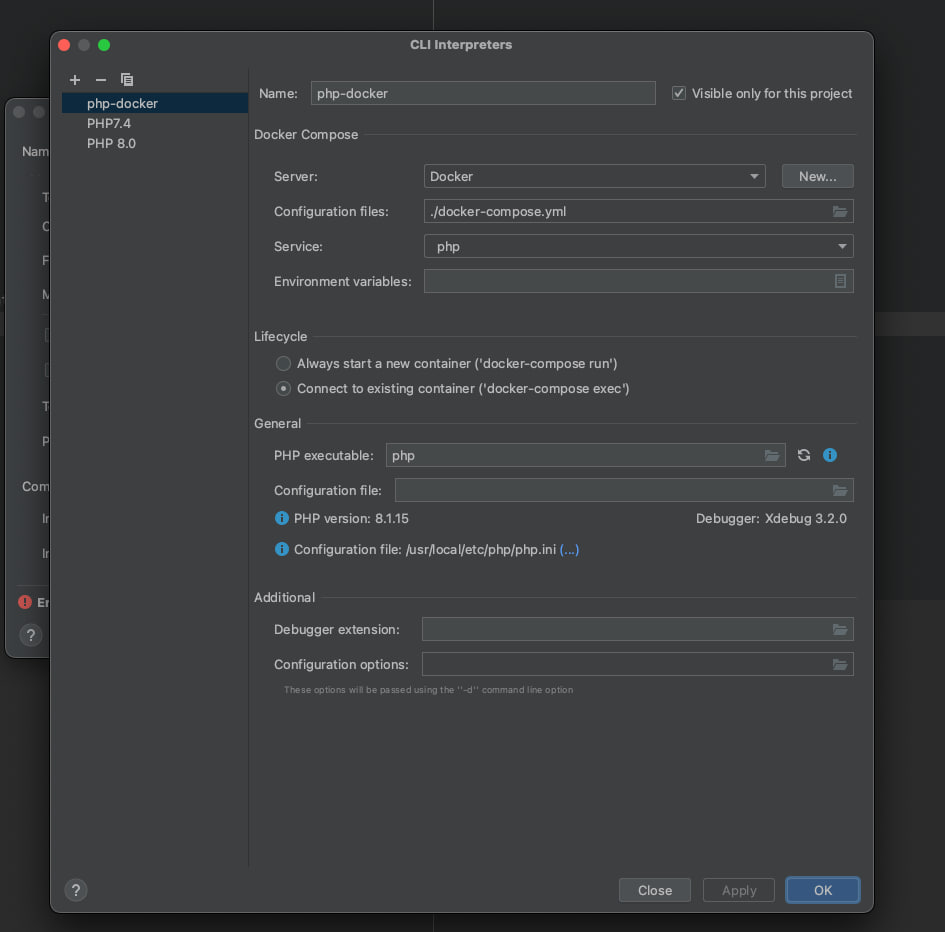 CLI Interpreters
php-docker
PHP7.4
PHP 8.0
Name: php-docker Visible only for this project
Docker Compose
Server: Docker New...
Configuration files: ./docker-compose.yml
Service: php
Environment variables:
Lifecycle
Always start a new container ('docker-compose run')
Connect to existing container ('docker-compose exec')
General
PHP executable: php
Configuration file:
PHP version: 8.1.15 Debugger: Xdebug 3.2.0
Configuration file: /usr/local/etc/php/php.ini (...)
Additional
Debugger extension:
Configuration options:
These options will be passed using the ''-d'' command line option
? Close Apply OK
Nam
Com
In
In
Er
?